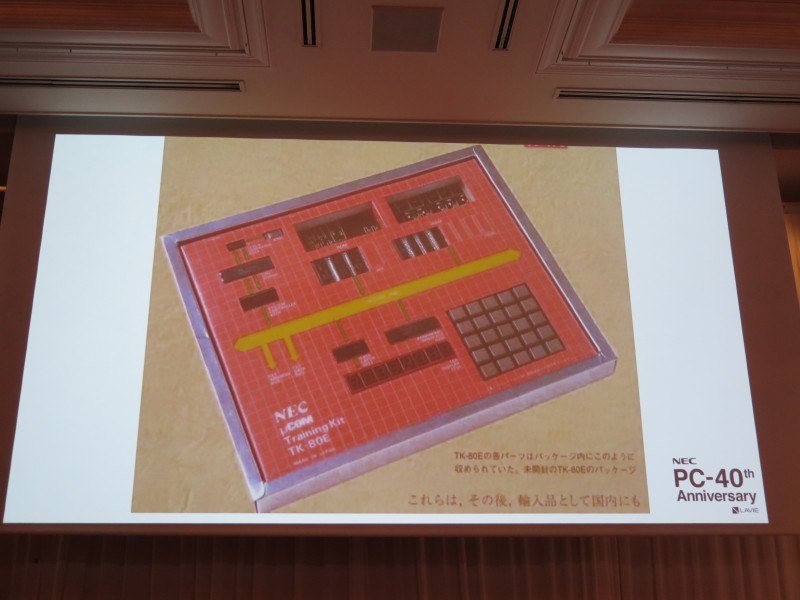 NEC
μCOM
Training Kit
TK-80E
MADE IN JAPAN
TK-80Eの各パーツはパッケージ内にこのように
収められていた。未開封のTK-80Eのパッケージ
これらは，その後，輸入品として国内にも
NEC
PC-40th
Anniversary
LAVIE